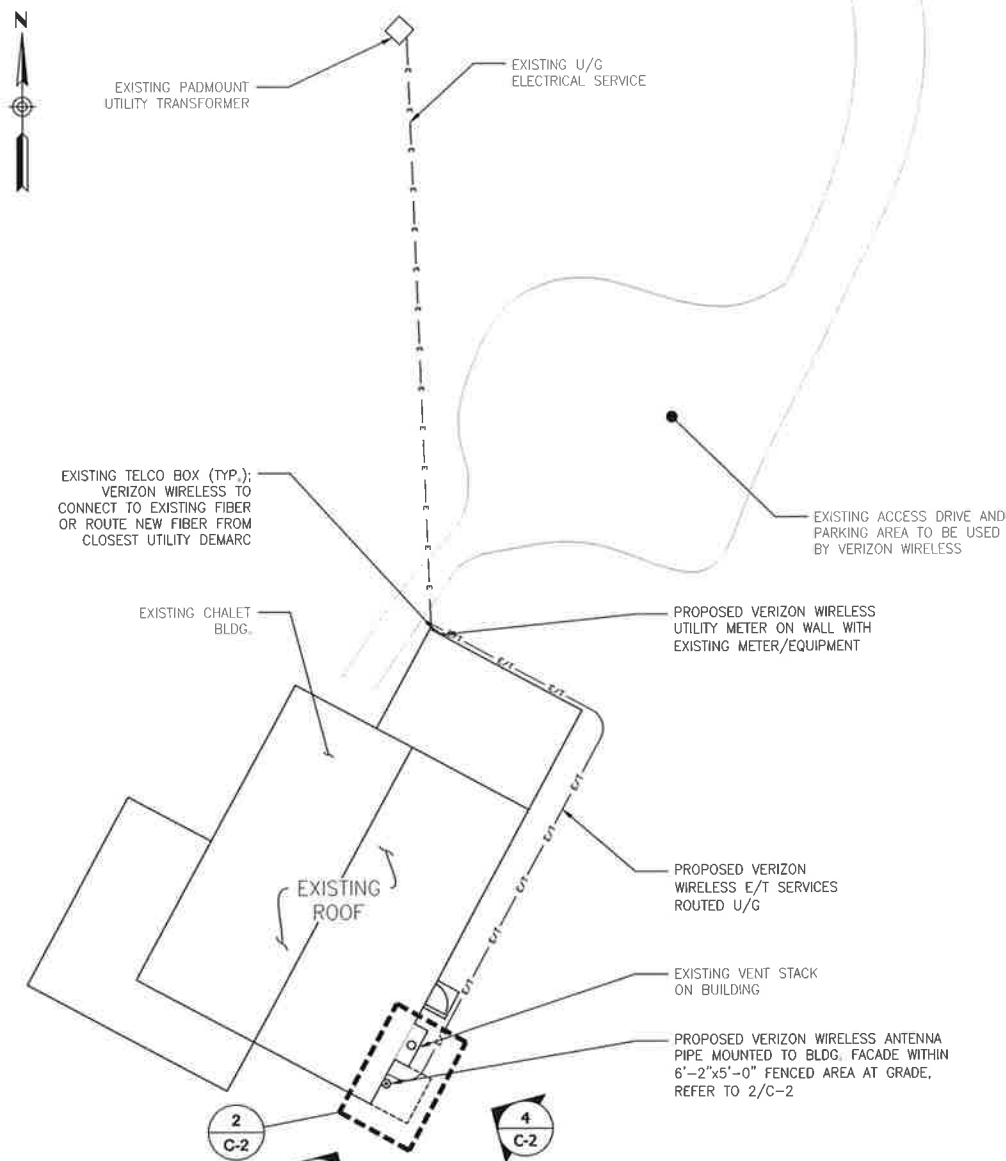 N
EXISTING PADMOUNT
UTILITY TRANSFORMER
EXISTING U/G
ELECTRICAL SERVICE
EXISTING TELCO BOX (TYP.);
VERIZON WIRELESS TO
CONNECT TO EXISTING FIBER
OR ROUTE NEW FIBER FROM
CLOSEST UTILITY DEMARC
EXISTING ACCESS DRIVE AND
PARKING AREA TO BE USED
BY VERIZON WIRELESS
EXISTING CHALET
BLDG.
PROPOSED VERIZON WIRELESS
UTILITY METER ON WALL WITH
EXISTING METER/EQUIPMENT
EXISTING
ROOF
PROPOSED VERIZON
WIRELESS E/T SERVICES
ROUTED U/G
EXISTING VENT STACK
ON BUILDING
PROPOSED VERIZON WIRELESS ANTENNA
PIPE MOUNTED TO BLDG. FACADE WITHIN
6'-2"x5'-0" FENCED AREA AT GRADE,
REFER TO 2/C-2
2
C-2
4
C-2
E
E
E
E
E
E
E
E
E
E
E
E
E
E/T
E/T
E/T
E/T
E/T
E/T
E/T
E/T